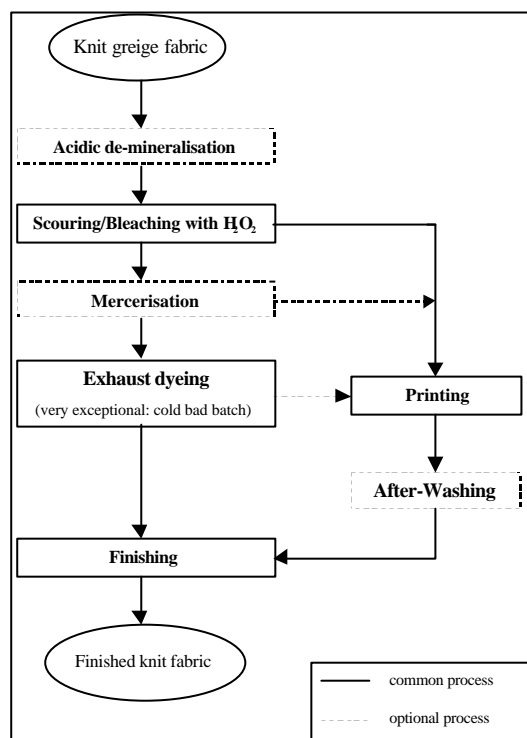 Knit greige fabric
Acidic de-mineralisation
Scouring/Bleaching with H₂O₂
Mercerisation
Exhaust dyeing
(very exceptional: cold bad batch)
Printing
After-Washing
Finishing
Finished knit fabric
common process
optional process